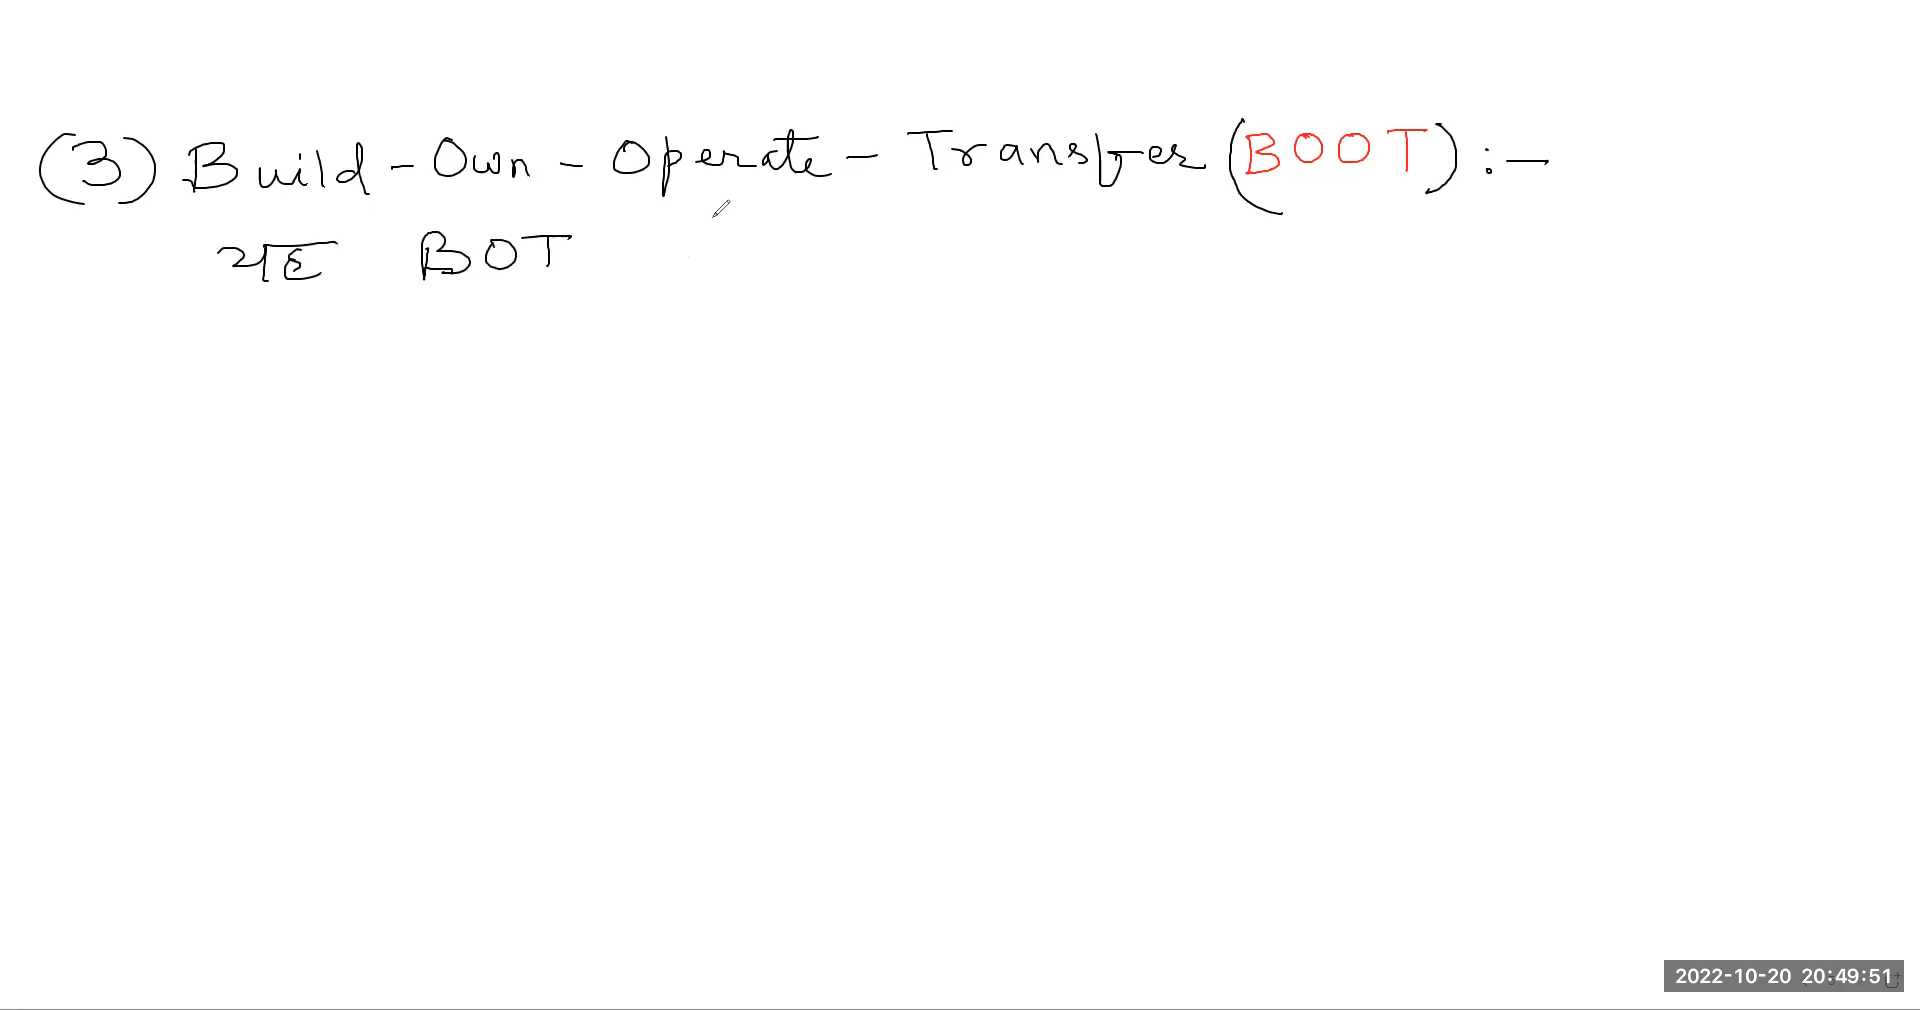 (3) Build - Own - Operate - Transfer (BOOT) : -
यह BOT
2022-10-20 20:49:51